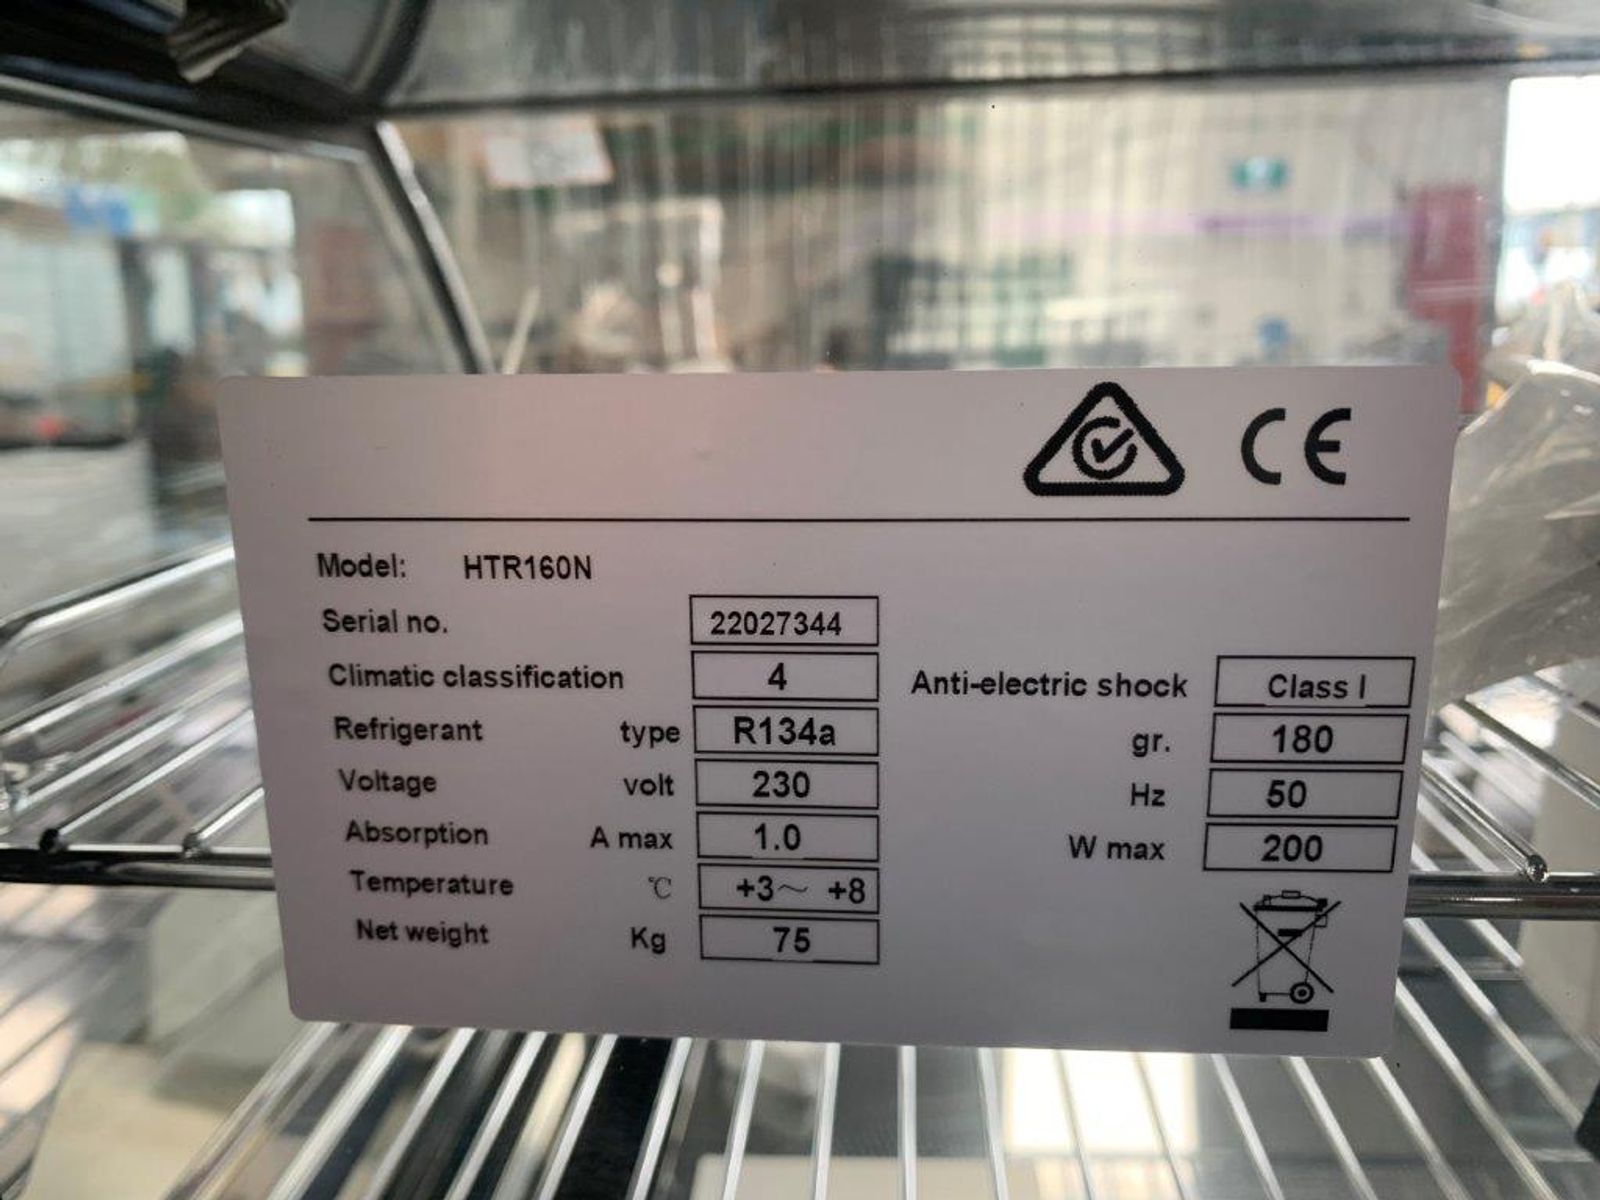 CE
Model: HTR160N
Serial no. 22027344
Climatic classification 4 Anti-electric shock Class I
Refrigerant type R134a gr. 180
Voltage volt 230 Hz 50
Absorption A max 1.0 W max 200
Temperature ℃ +3～ +8
Net weight Kg 75